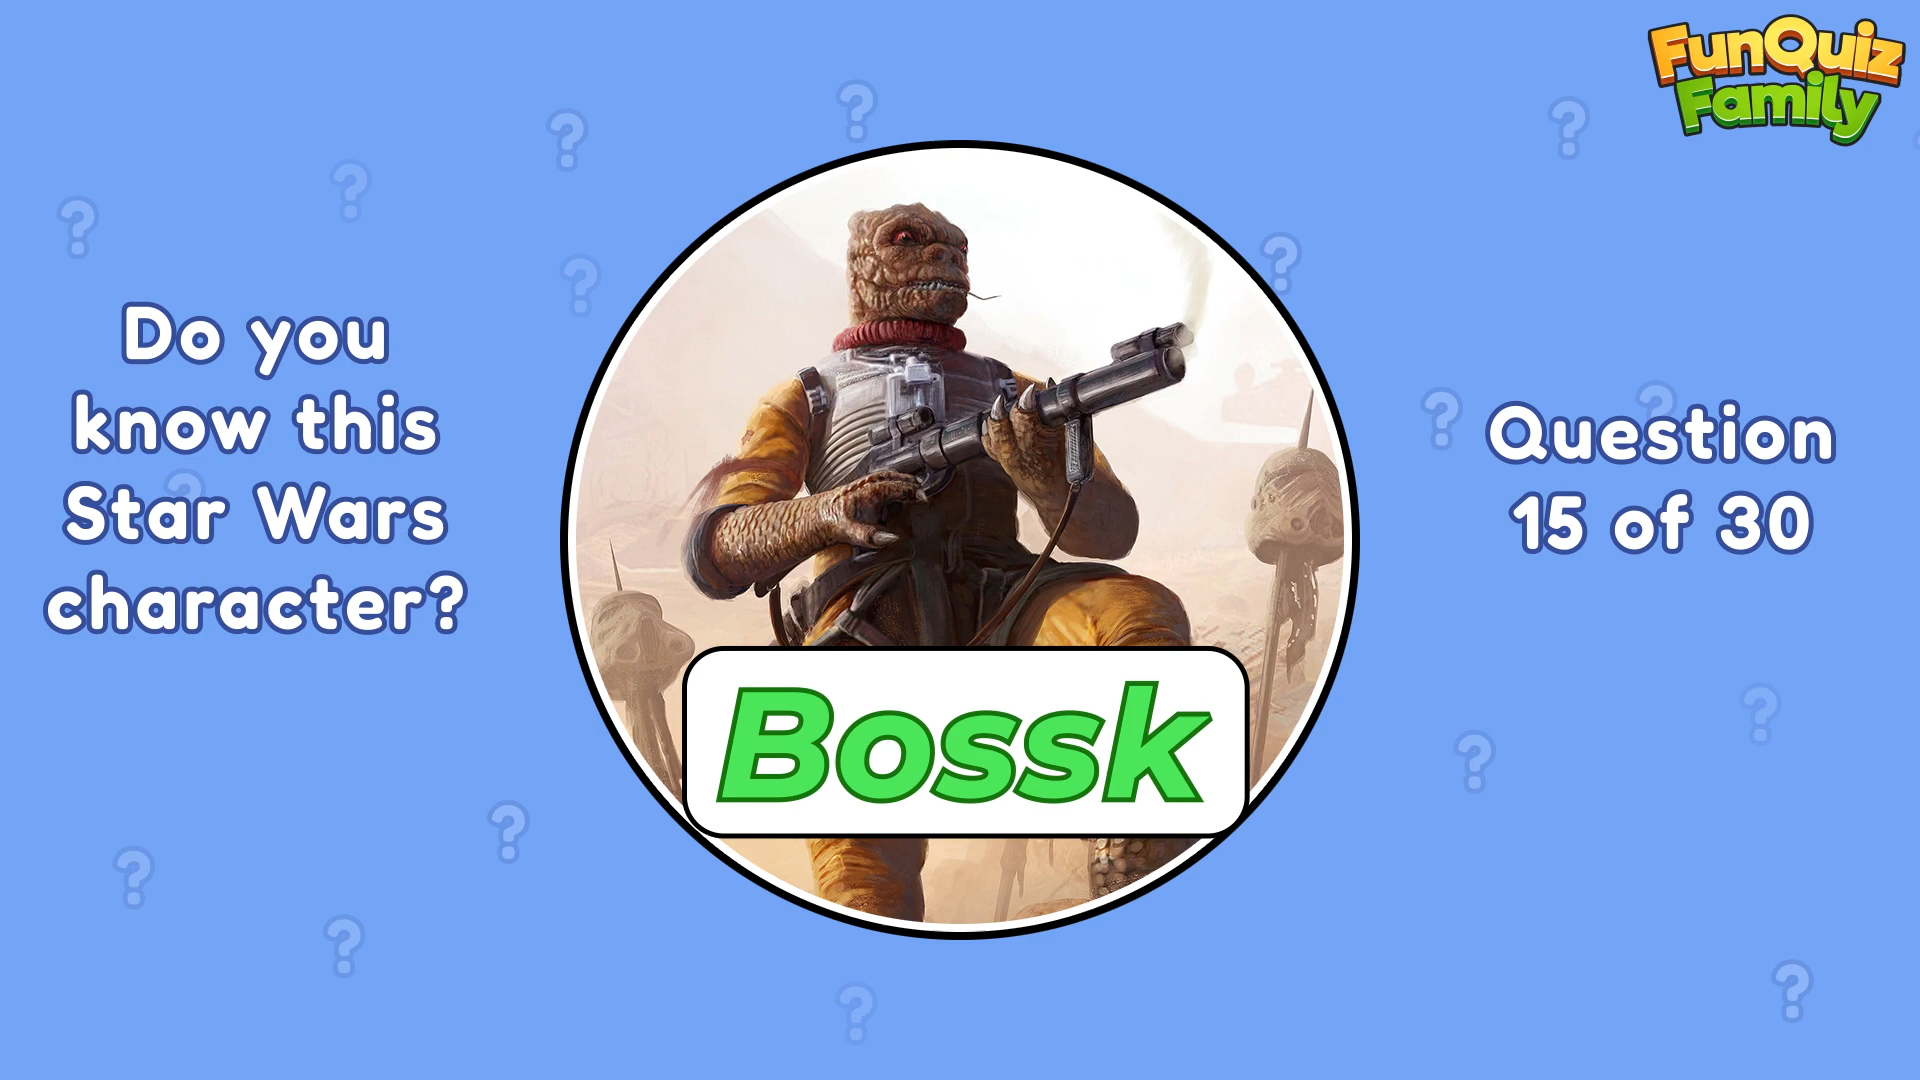 FunQuiz
Family
Do you
know this
Star Wars
character?
Question
15 of 30
Bossk